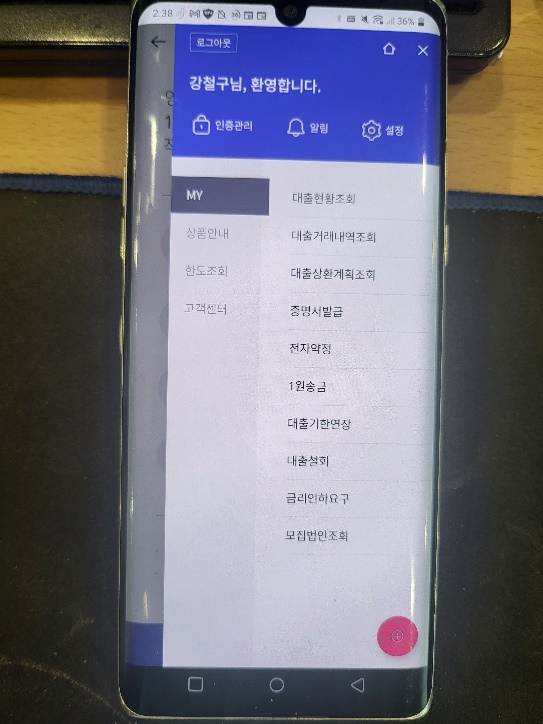 2.38
36%
로그아웃
강철구님, 환영합니다.
인증관리
알림
설정
MY
상품안내
한도조회
고객센터
대출현황조회
대출거래내역조회
대출상환계획조회
증명서발급
전자약정
1원송금
대출기한연장
대출철회
금리인하요구
모집법인조회